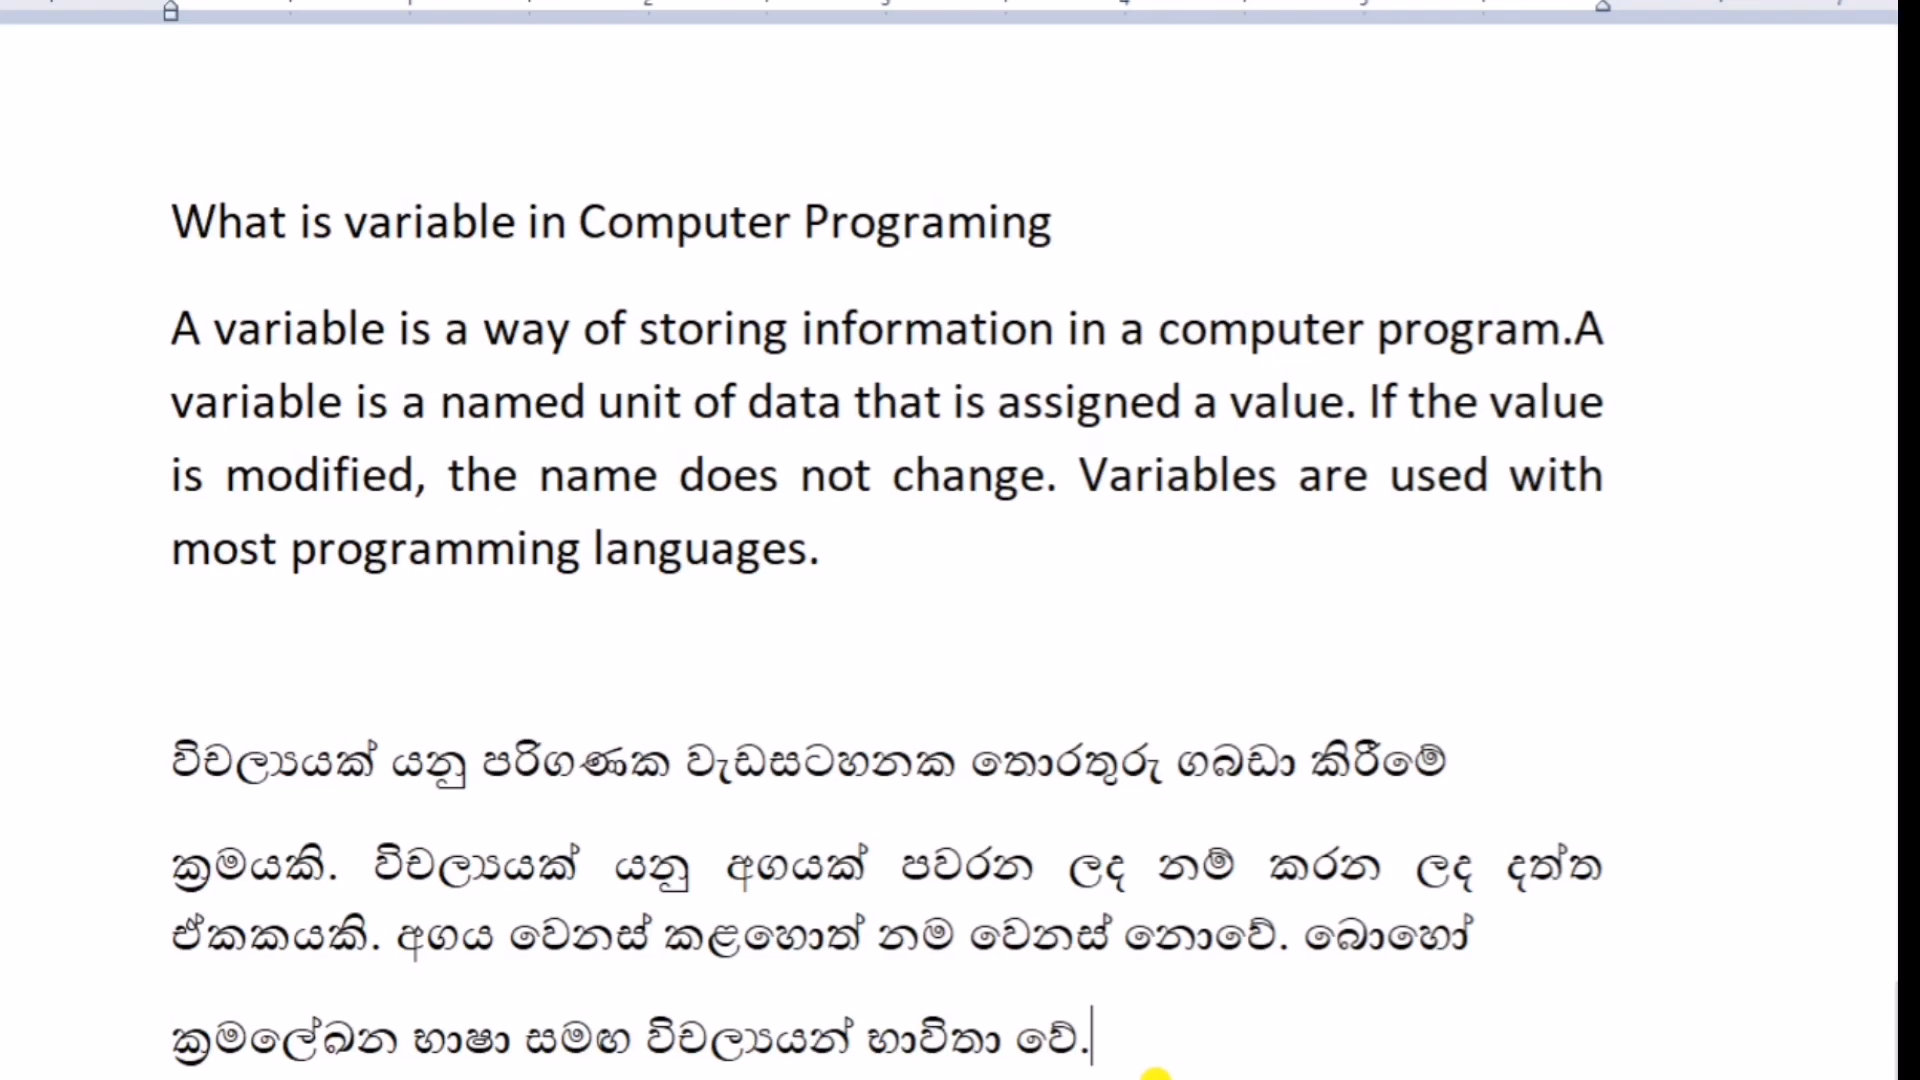 What is variable in Computer Programing
A variable is a way of storing information in a computer program.A
variable is a named unit of data that is assigned a value. If the value
is modified, the name does not change. Variables are used with
most programming languages.
විචල්‍යයක් යනු පරිගණක වැඩසටහනක තොරතුරු ගබඩා කිරීමේ
ක්‍රමයකි. විචල්‍යයක් යනු අගයක් පවරන ලද නම් කරන ලද දත්ත
ඒකකයකි. අගය වෙනස් කළහොත් නම වෙනස් නොවේ. බොහෝ
ක්‍රමලේඛන භාෂා සමඟ විචල්‍යයන් භාවිතා වේ.